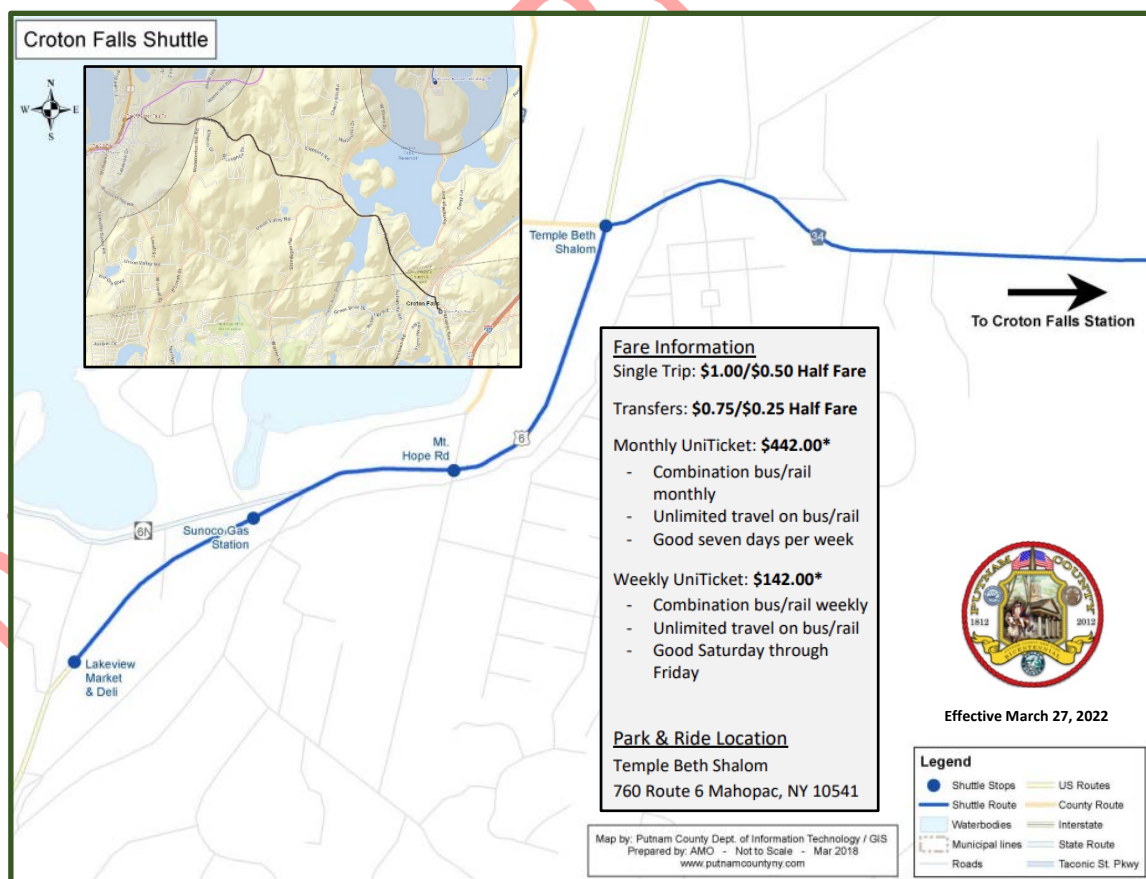 Croton Falls Shuttle
N
W
E
S
Croton Falls
Temple Beth
Shalom
34
To Croton Falls Station
Mt.
Hope Rd
6
6N
Sunoco Gas
Station
Lakeview
Market
& Deli
Fare Information
Single Trip: $1.00/$0.50 Half Fare
Transfers: $0.75/$0.25 Half Fare
Monthly UniTicket: $442.00*
- Combination bus/rail
monthly
- Unlimited travel on bus/rail
- Good seven days per week
Weekly UniTicket: $142.00*
- Combination bus/rail weekly
- Unlimited travel on bus/rail
- Good Saturday through
Friday
Park & Ride Location
Temple Beth Shalom
760 Route 6 Mahopac, NY 10541
PUTNAM COUNTY
1812
2012
BICENTENNIAL
Effective March 27, 2022
Legend
Shuttle Stops
US Routes
Shuttle Route
County Route
Waterbodies
Interstate
Municipal lines
State Route
Roads
Taconic St. Pkwy
Map by: Putnam County Dept. of Information Technology / GIS
Prepared by: AMO - Not to Scale - Mar 2018
www.putnamcountyny.com